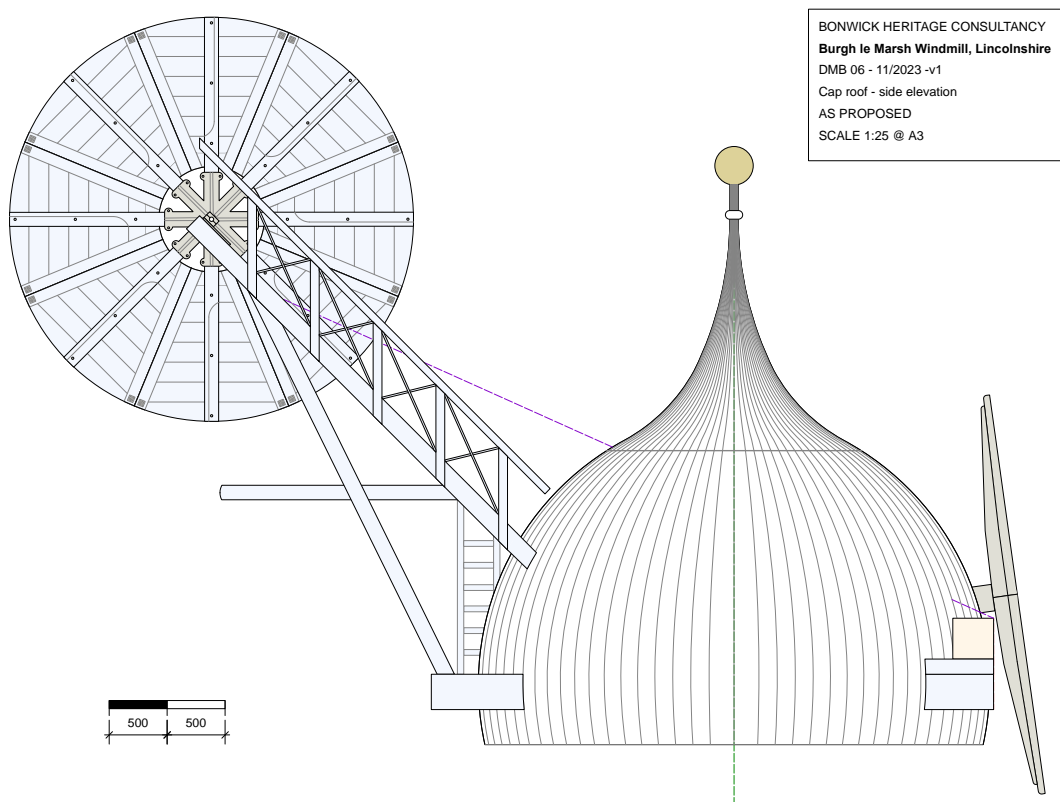 BONWICK HERITAGE CONSULTANCY
Burgh le Marsh Windmill, Lincolnshire
DMB 06 - 11/2023 -v1
Cap roof - side elevation
AS PROPOSED
SCALE 1:25 @ A3
500 500